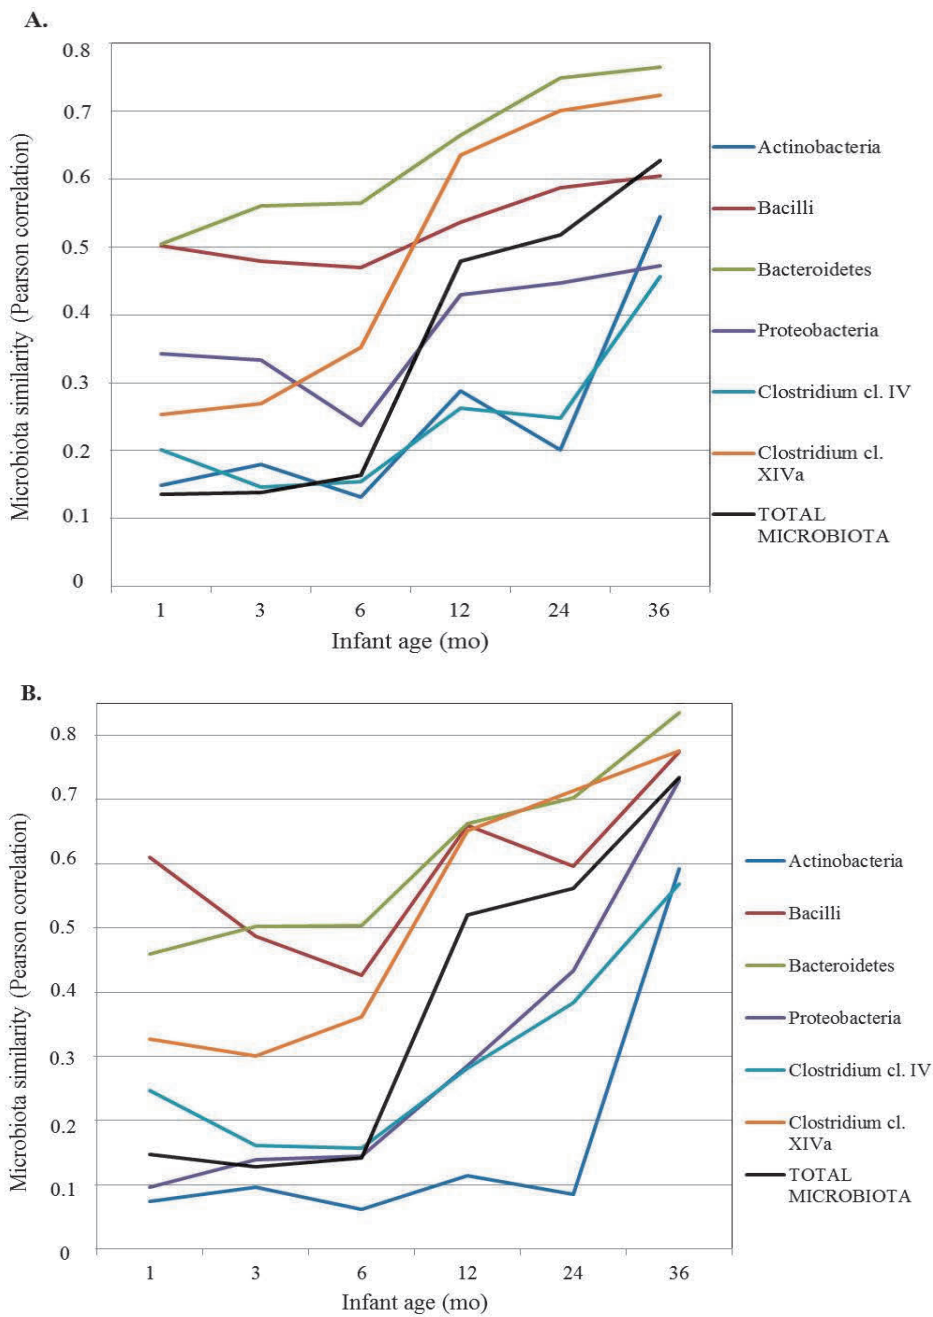 A.
0.8
0.7
0.6
0.5
0.4
0.3
0.2
0.1
0
Microbiota similarity (Pearson correlation)
1 3 6 12 24 36
Infant age (mo)
Actinobacteria
Bacilli
Bacteroidetes
Proteobacteria
Clostridium cl. IV
Clostridium cl.
XIVa
TOTAL
MICROBIOTA
B.
0.8
0.7
0.6
0.5
0.4
0.3
0.2
0.1
0
Microbiota similarity (Pearson correlation)
1 3 6 12 24 36
Infant age (mo)
Actinobacteria
Bacilli
Bacteroidetes
Proteobacteria
Clostridium cl. IV
Clostridium cl.
XIVa
TOTAL
MICROBIOTA